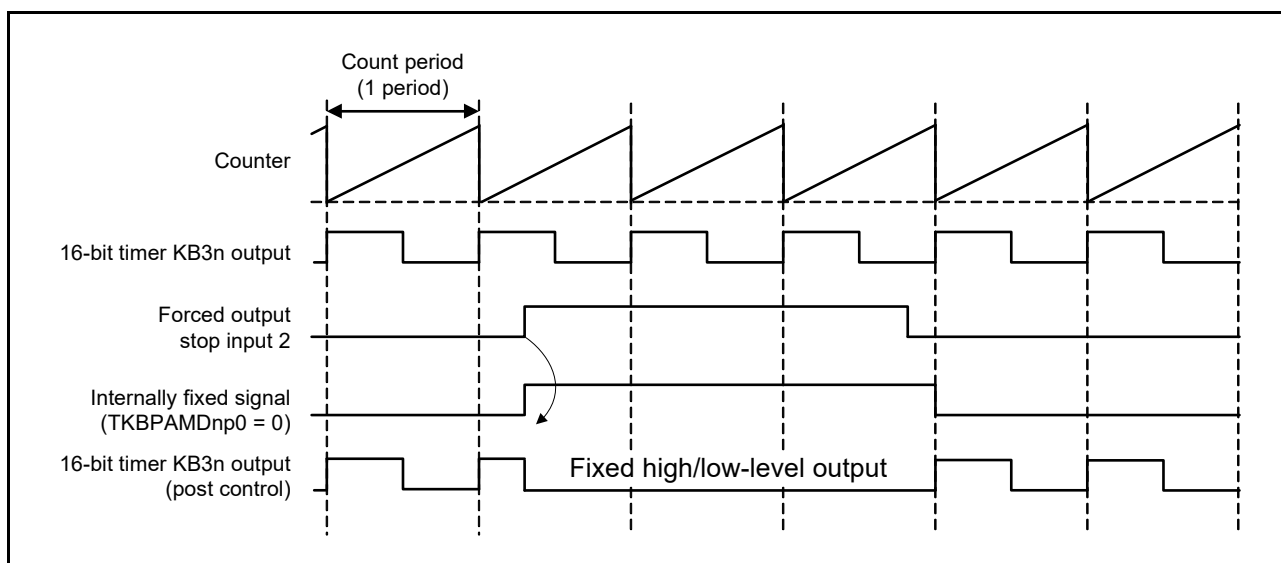 Count period
(1 period)
Counter
16-bit timer KB3n output
Forced output
stop input 2
Internally fixed signal
(TKBPAMDnp0 = 0)
16-bit timer KB3n output
(post control)
Fixed high/low-level output